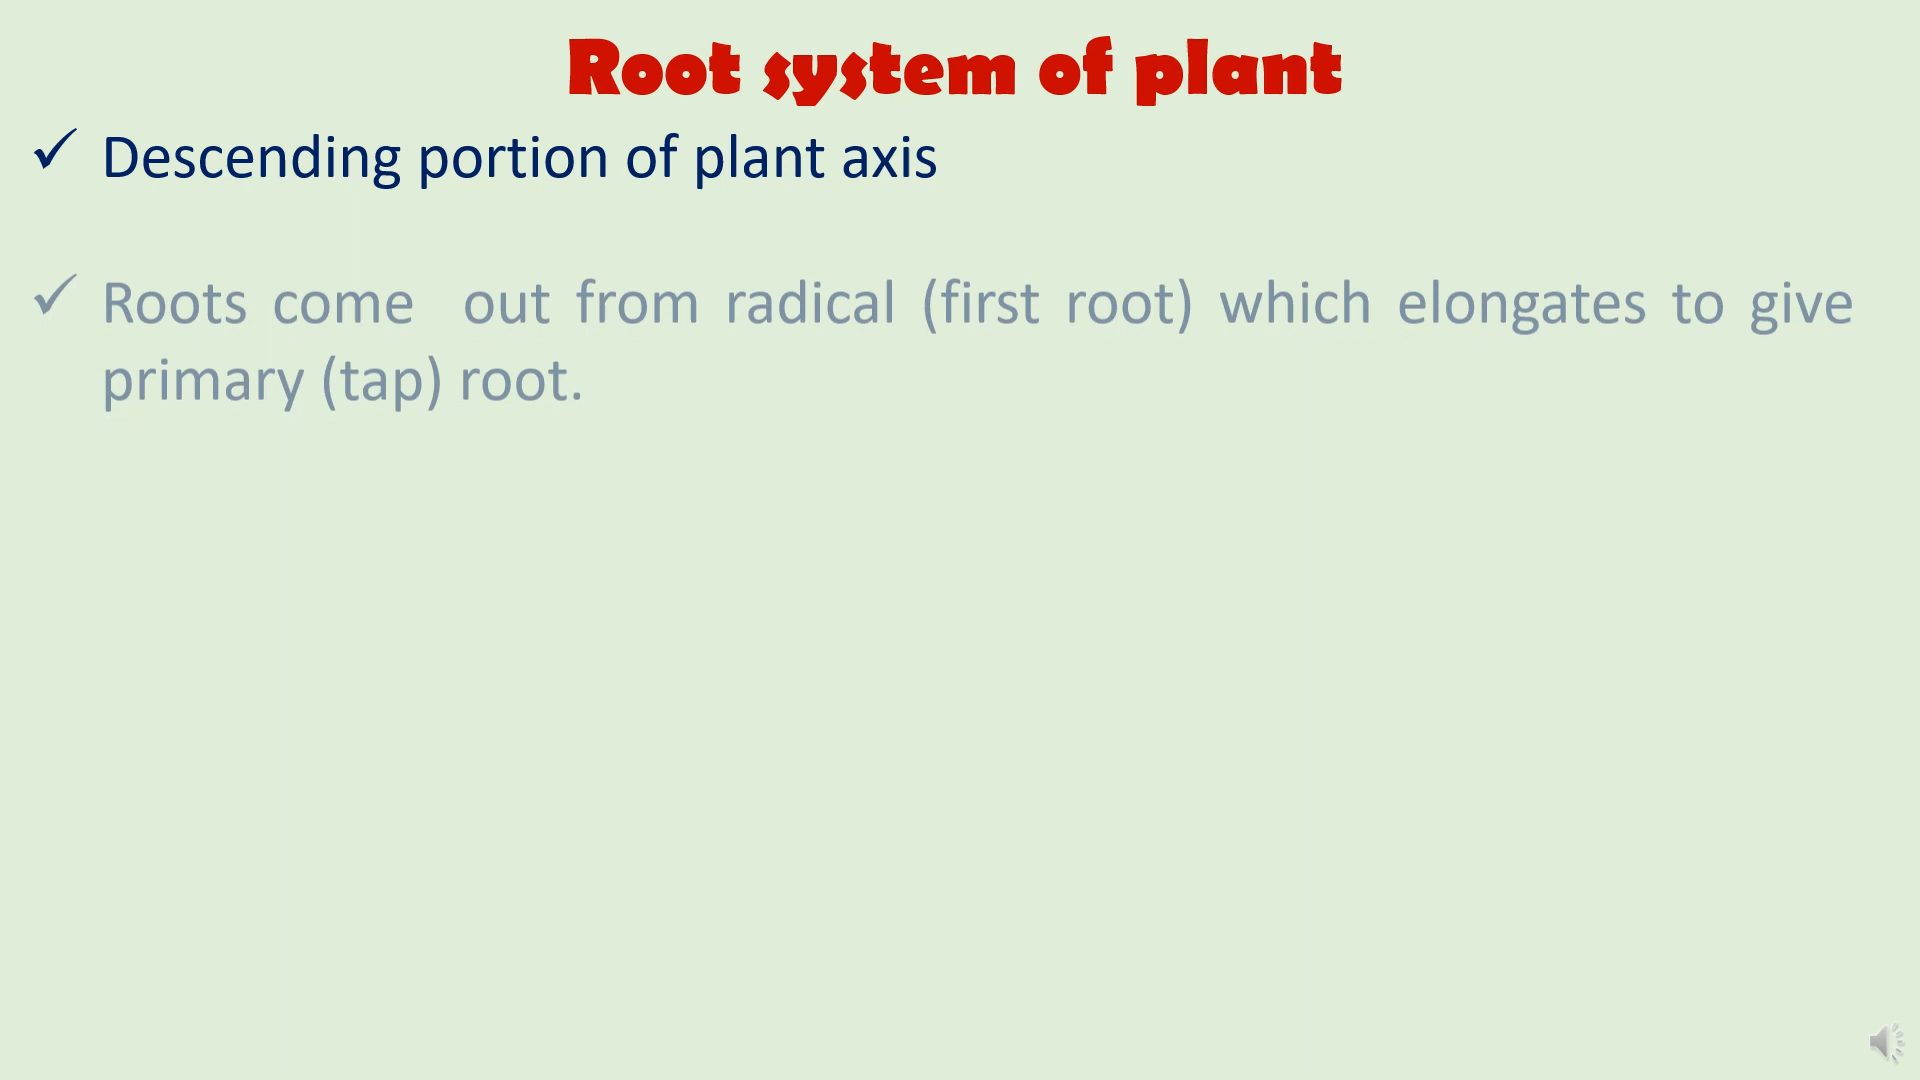 Root system of plant
✓ Descending portion of plant axis
✓ Roots come out from radical (first root) which elongates to give
primary (tap) root.